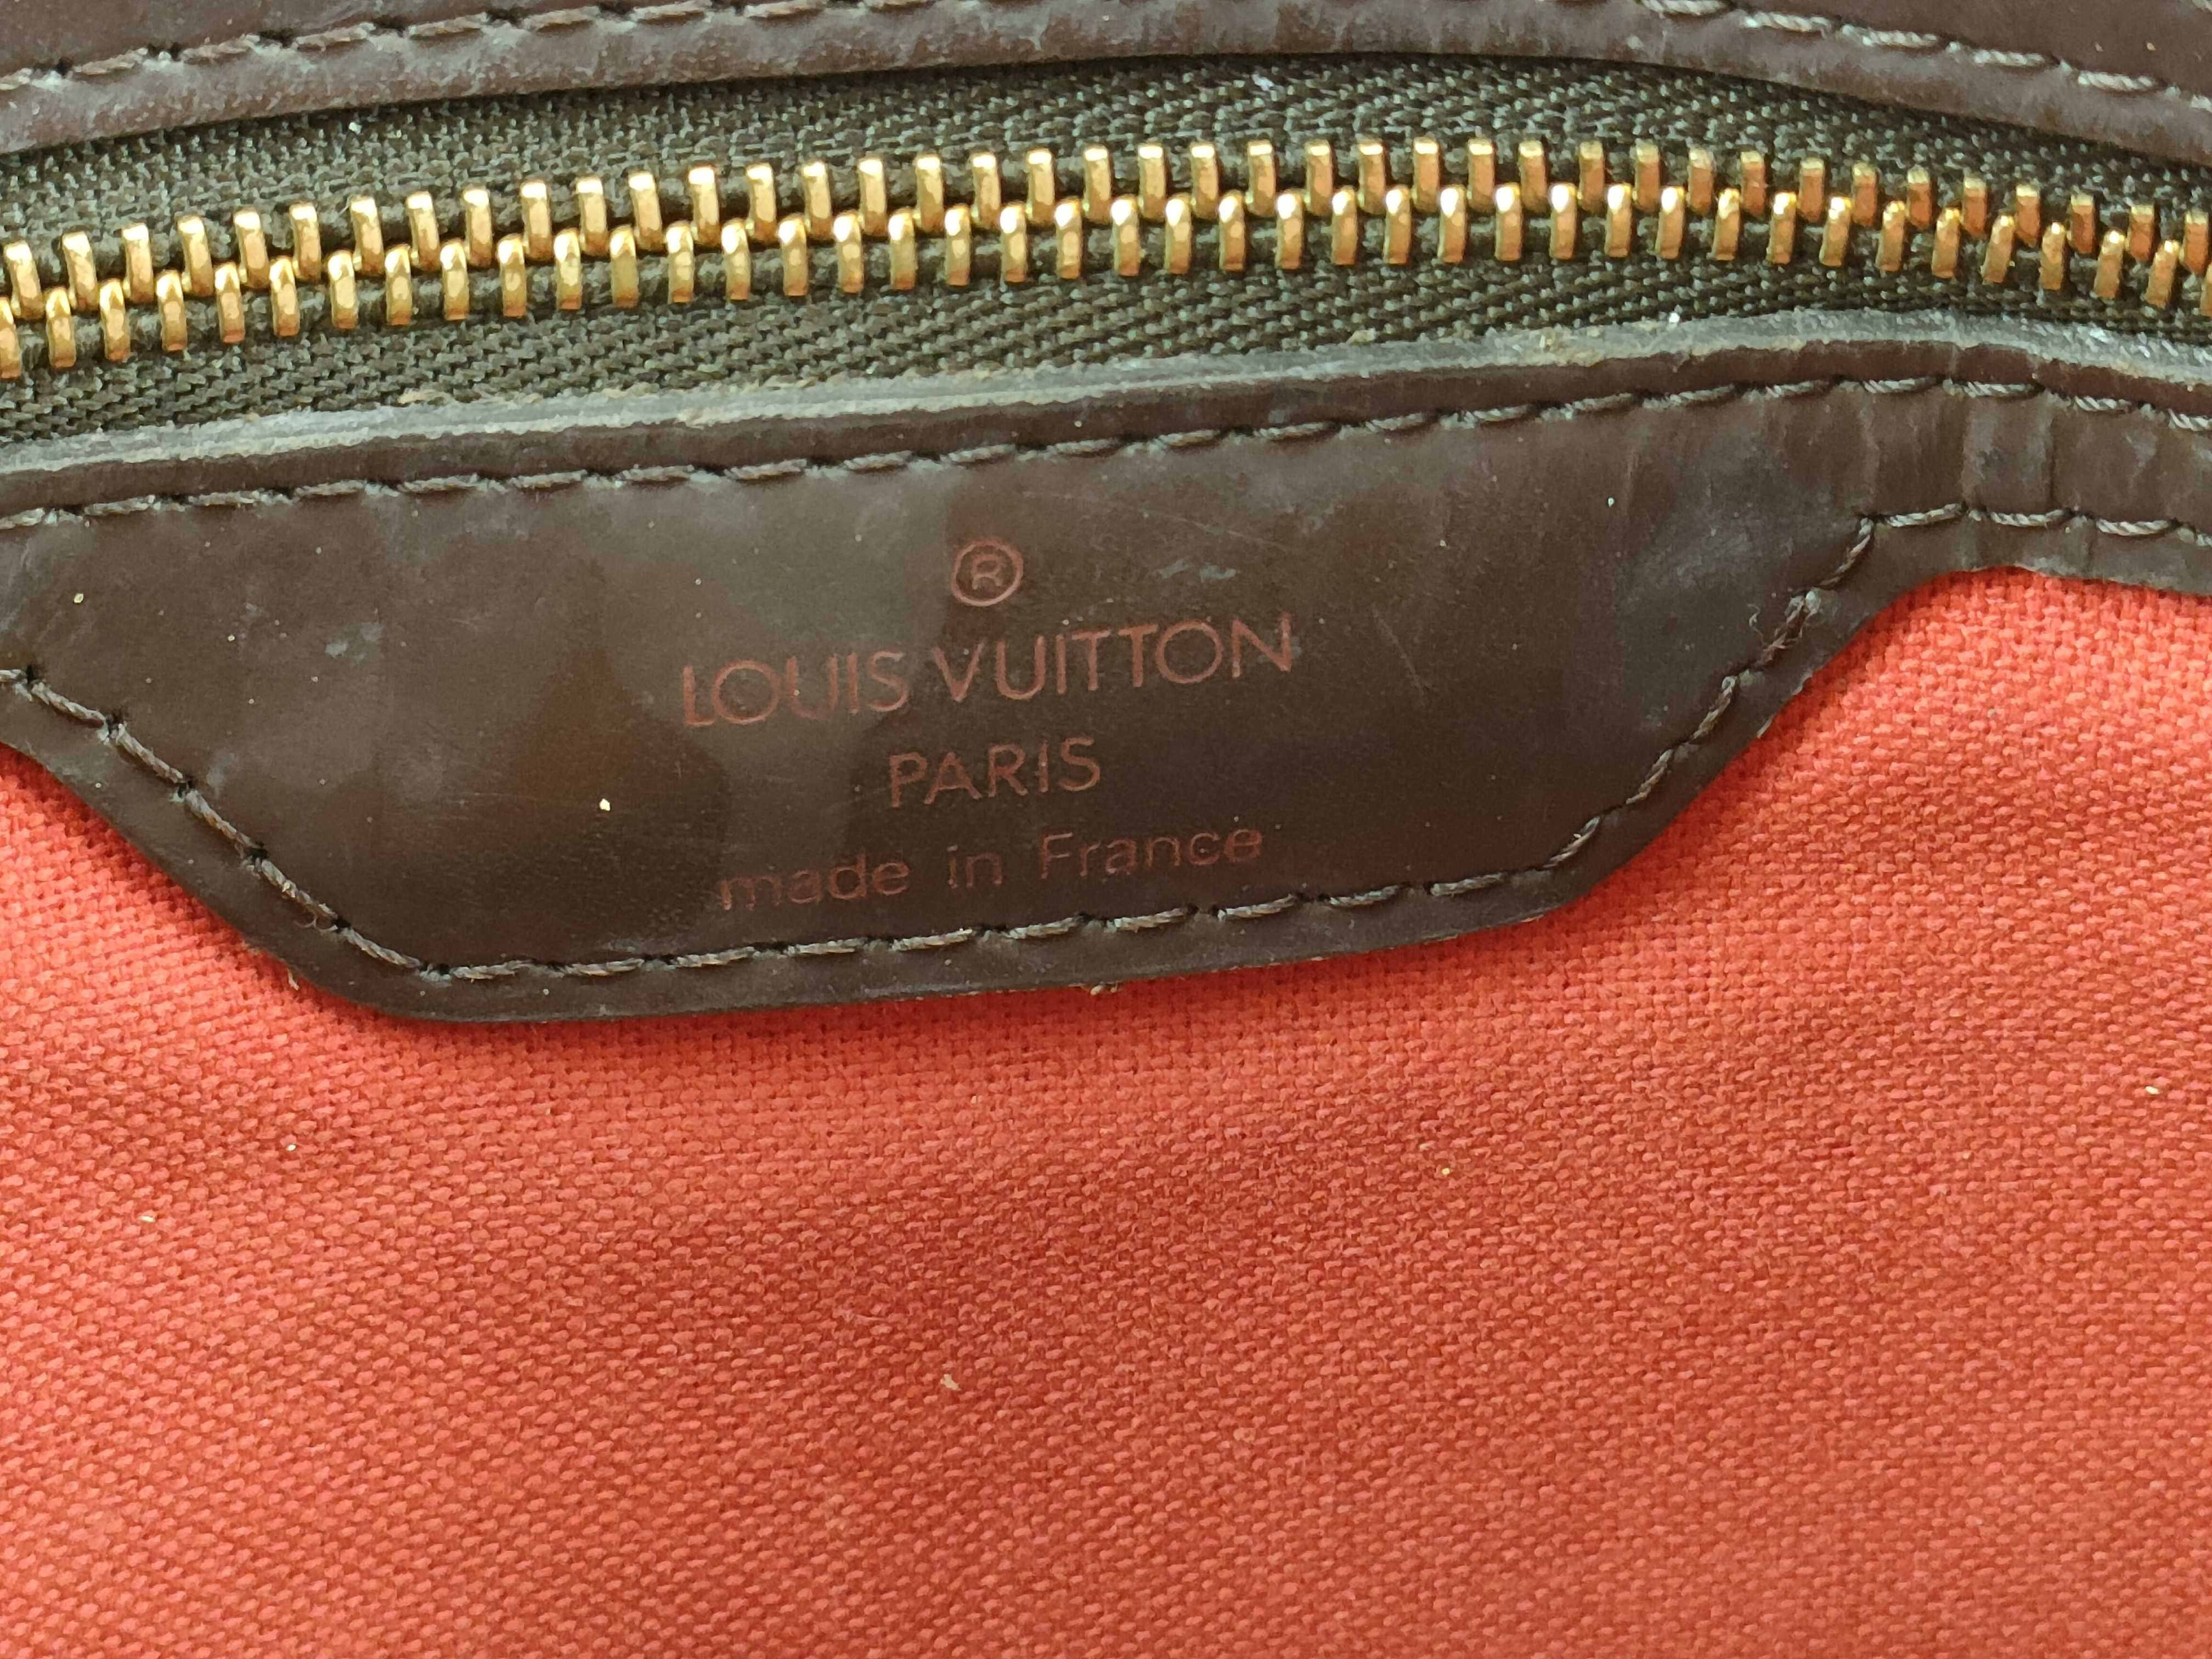 ®
LOUIS VUITTON
PARIS
made in France